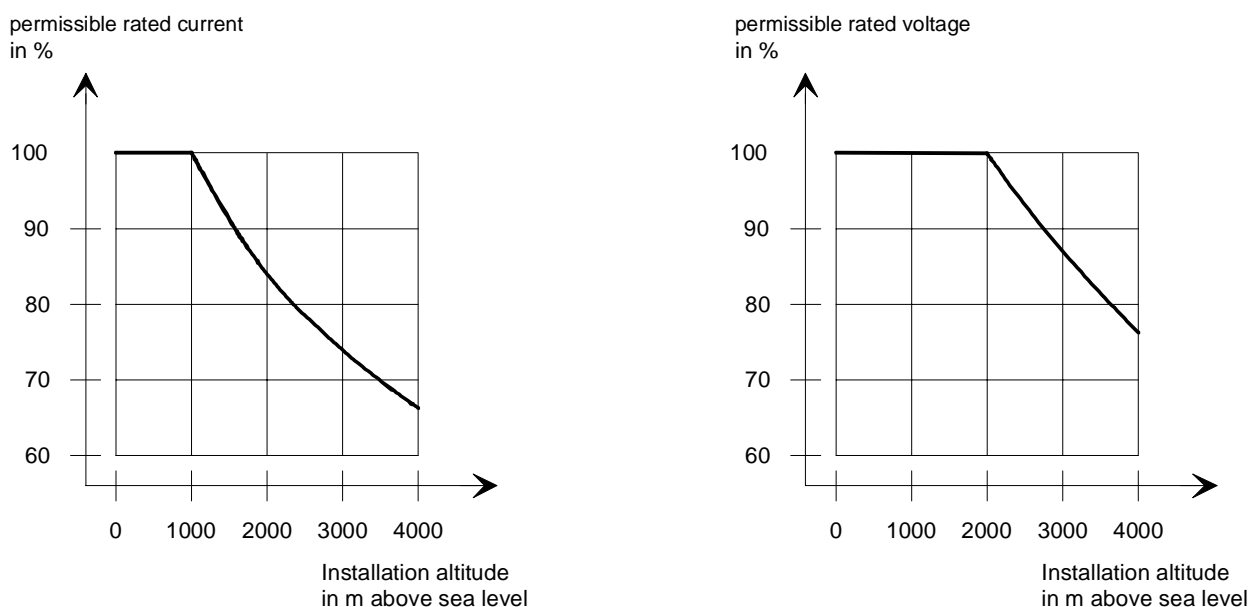 permissible rated current
in %
100
90
80
70
60
0 1000 2000 3000 4000
Installation altitude
in m above sea level
permissible rated voltage
in %
100
90
80
70
60
0 1000 2000 3000 4000
Installation altitude
in m above sea level